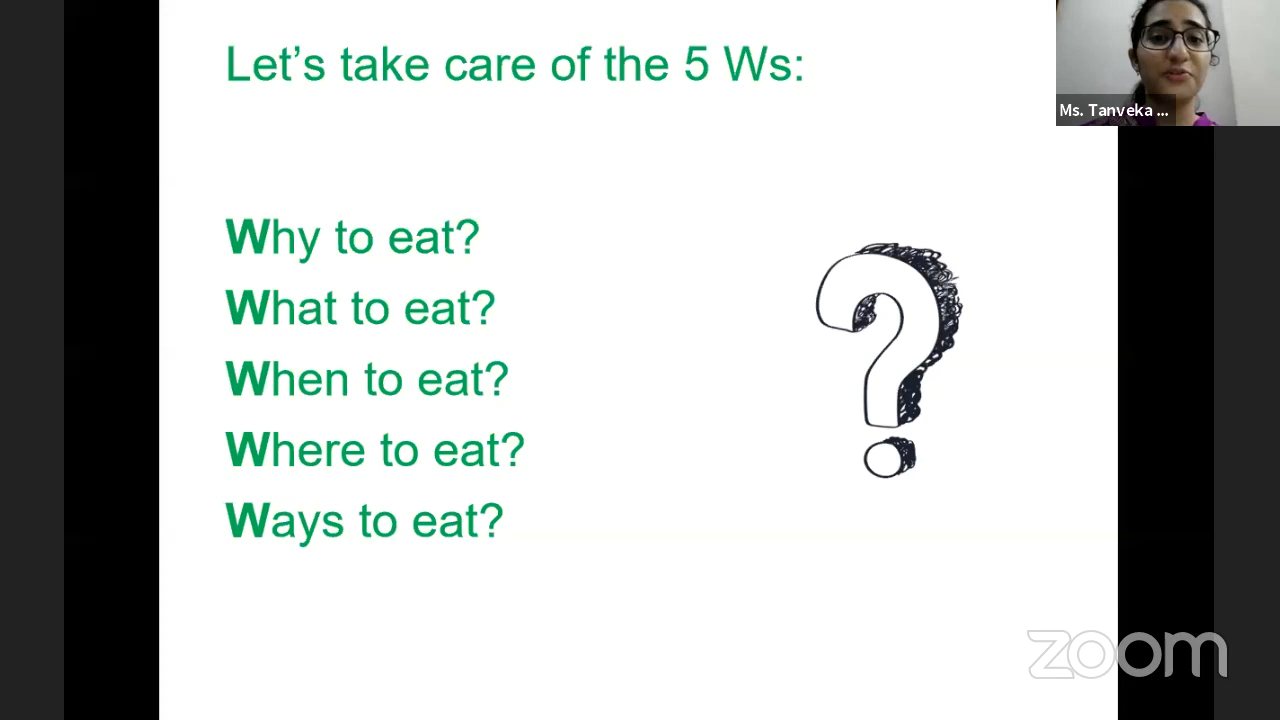 Let's take care of the 5 Ws:
Ms. Tanveka ...
Why to eat?
What to eat?
When to eat?
Where to eat?
Ways to eat?
zoom